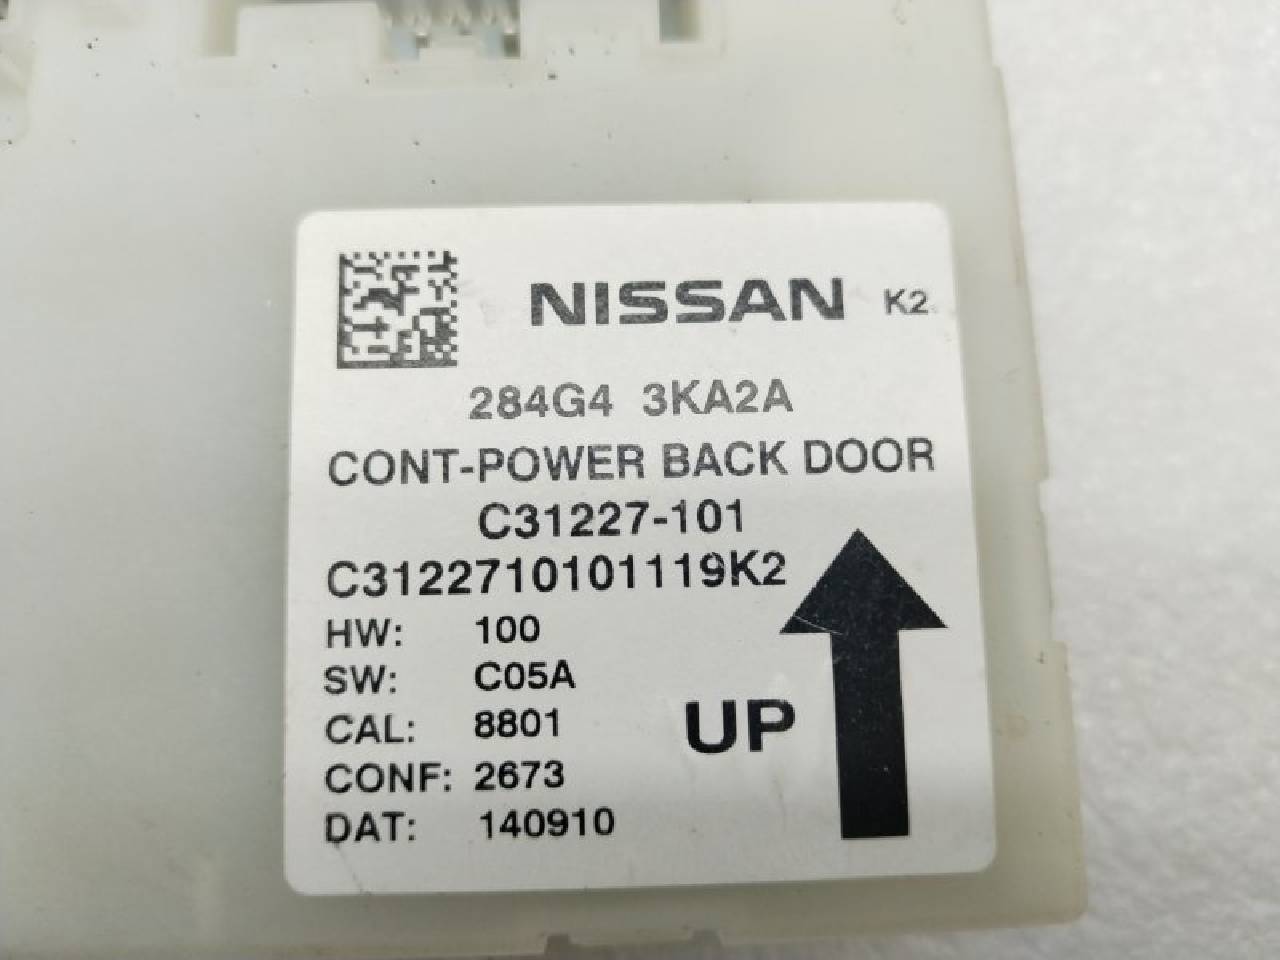 NISSAN K2
284G4 3KA2A
CONT-POWER BACK DOOR
C31227-101
C3122710101119K2
HW: 100
SW: C05A
CAL: 8801
CONF: 2673
DAT: 140910
UP